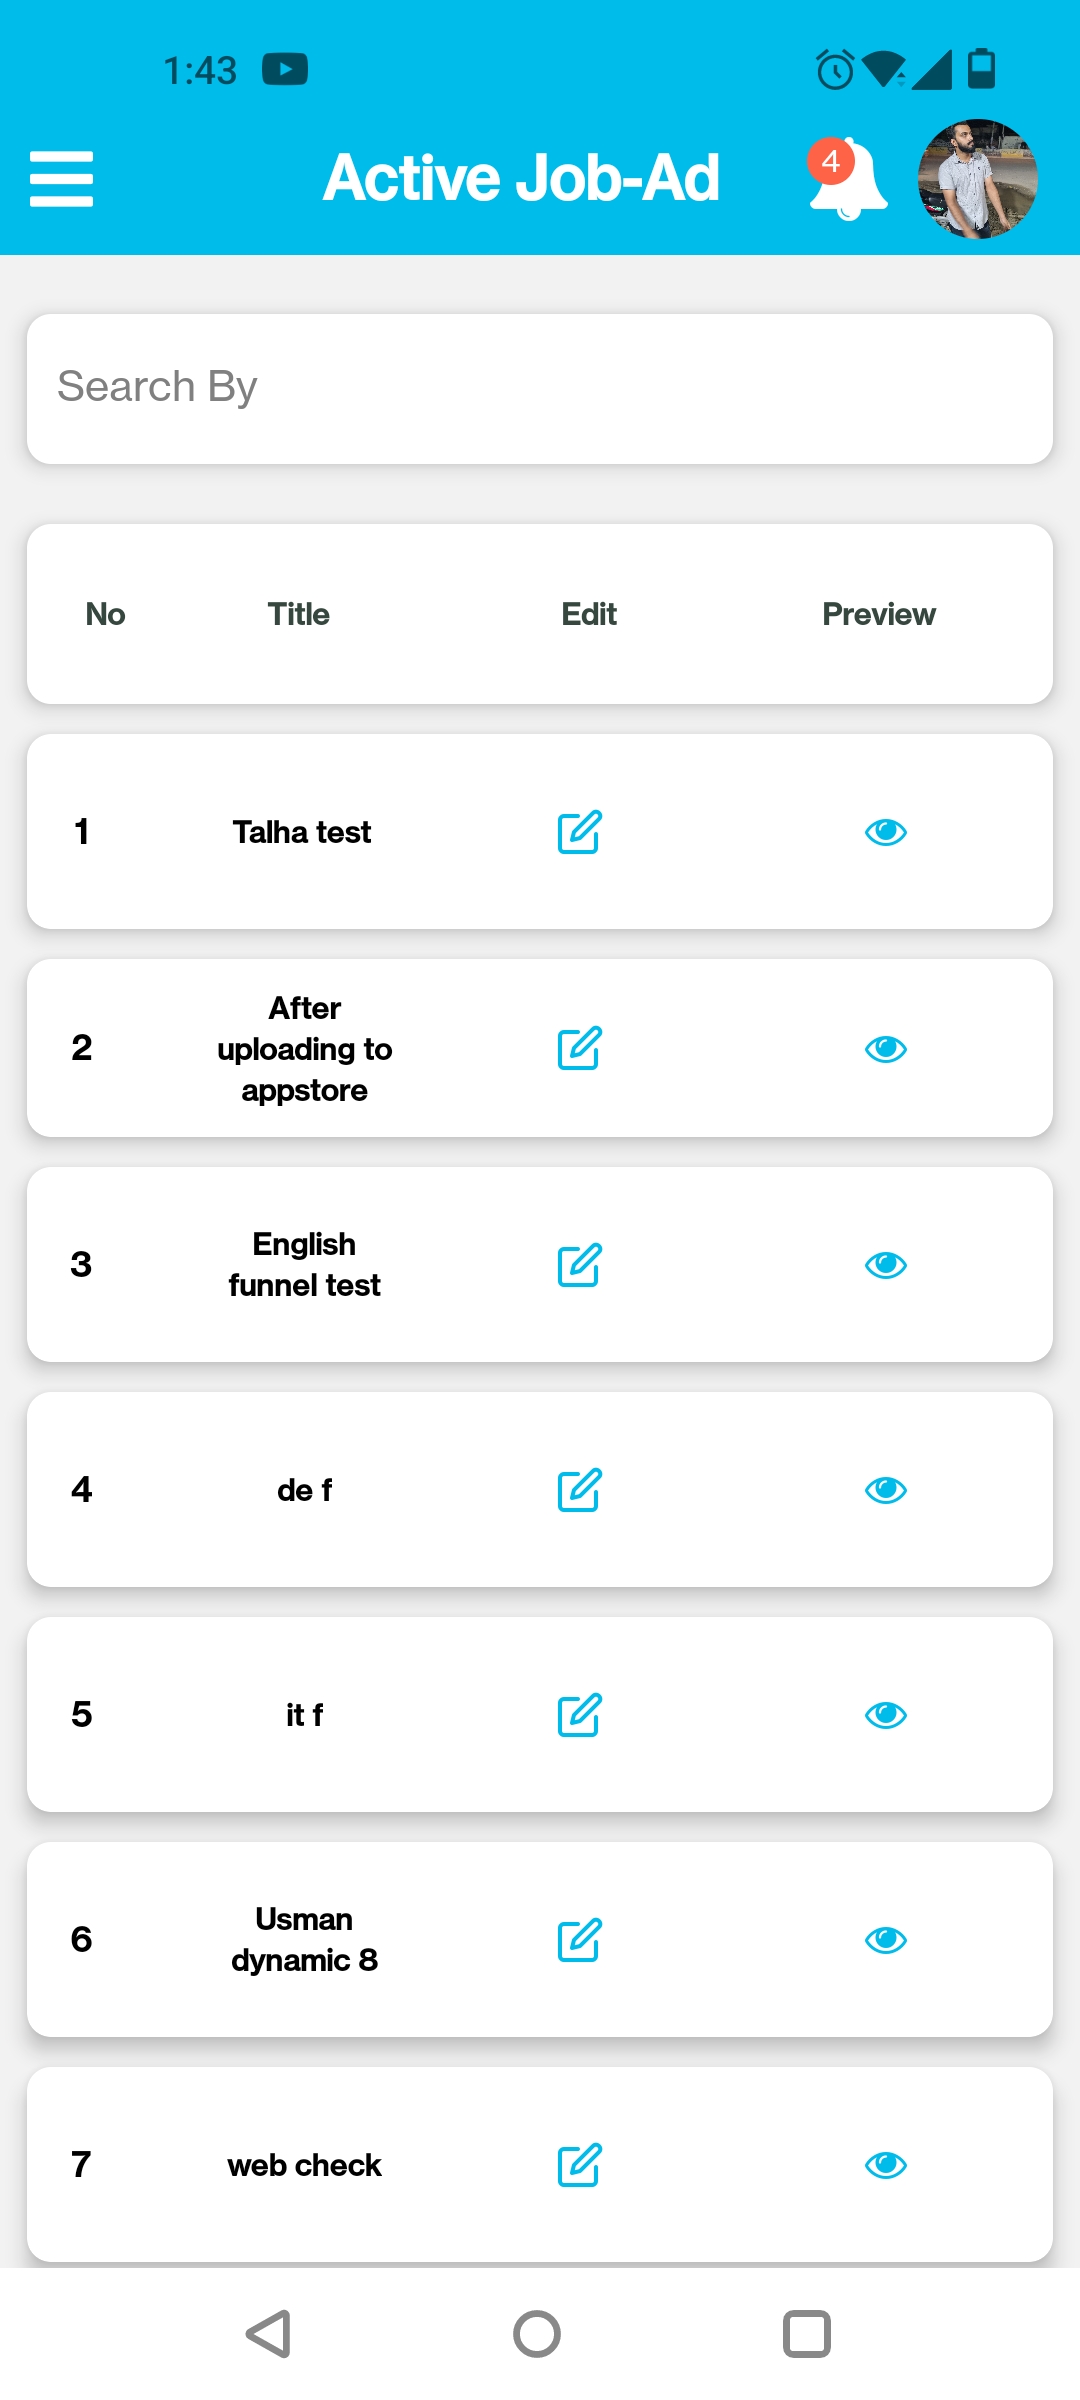 1:43
Active Job-Ad
4
Search By
No Title Edit Preview
1 Talha test
2 After
uploading to
appstore
3 English
funnel test
4 de f
5 it f
6 Usman
dynamic 8
7 web check